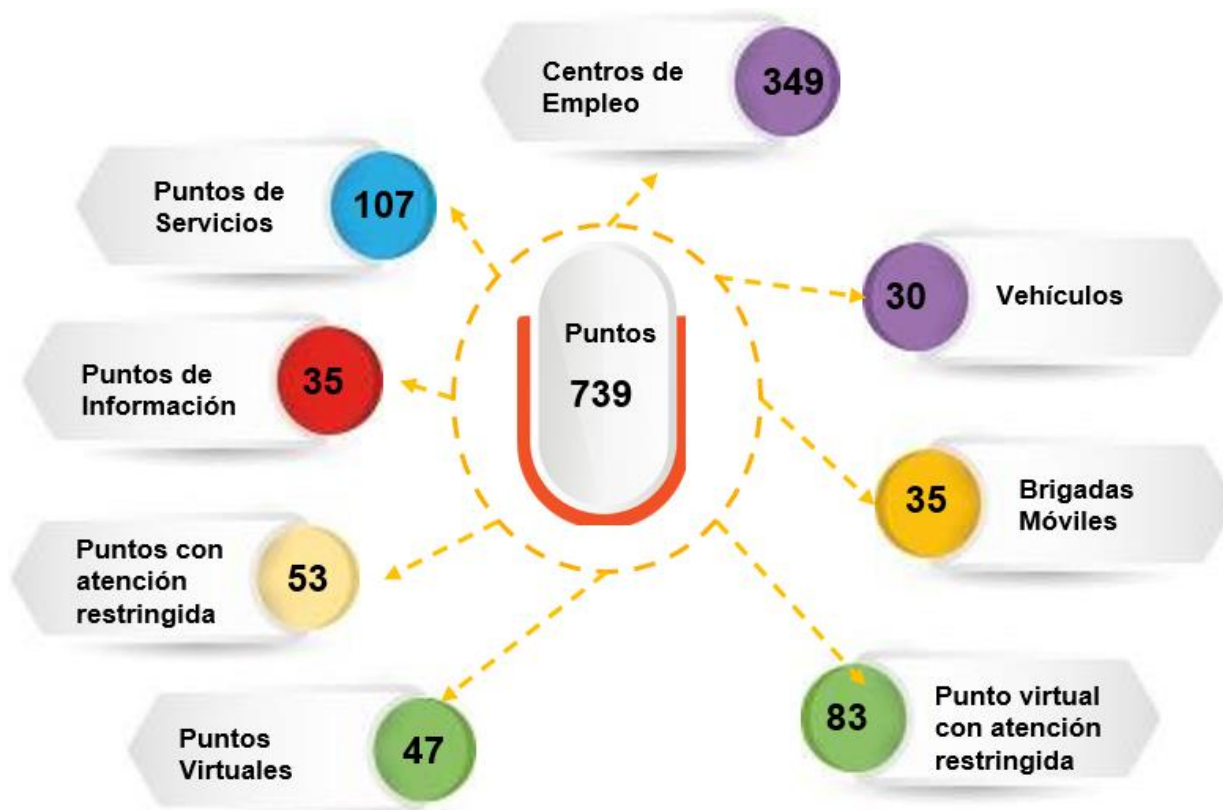 Centros de
Empleo
349
Puntos de
Servicios
107
30
Vehículos
Puntos
739
Puntos de
Información
35
35
Brigadas
Móviles
Puntos con
atención
restringida
53
Puntos
Virtuales
47
83
Punto virtual
con atención
restringida